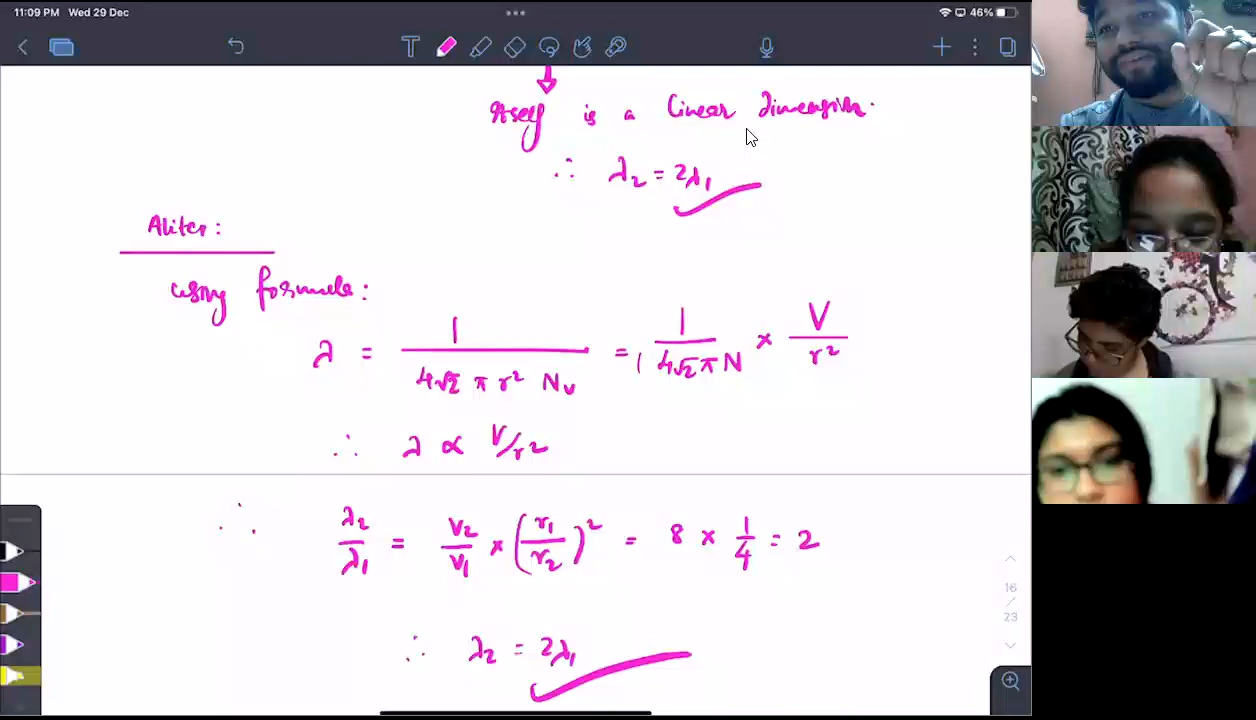 11:09 PM Wed 29 Dec
46%
Itself is a linear dimension.
∴ λ₂ = 2λ₁
Aliter:
using formula:
λ = 1 / 4√2 π r² Nᵥ = 1 / 4√2 π N × V / r²
∴ λ ∝ V/r²
∴ λ₂/λ₁ = V₂/V₁ × (r₁/r₂)² = 8 × 1/4 = 2
16
/
23
∴ λ₂ = 2λ₁